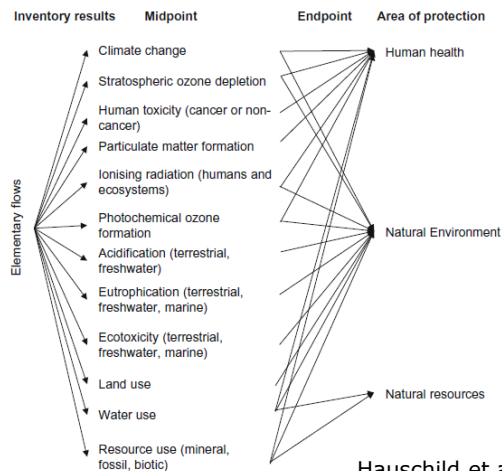 Inventory results Midpoint Endpoint Area of protection
Climate change
Human health
Stratospheric ozone depletion
Human toxicity (cancer or non-
cancer)
Particulate matter formation
Ionising radiation (humans and
ecosystems)
Elementary flows
Photochemical ozone
formation
Natural Environment
Acidification (terrestrial,
freshwater)
Eutrophication (terrestrial,
freshwater, marine)
Ecotoxicity (terrestrial,
freshwater, marine)
Land use
Natural resources
Water use
Resource use (mineral,
fossil, biotic)
Hauschild et